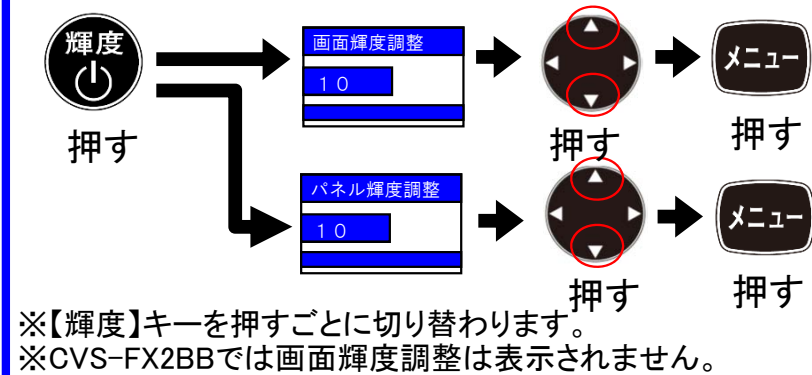 輝度
押す
画面輝度調整
10
押す
メニュー
押す
パネル輝度調整
10
押す
メニュー
押す
※【輝度】キーを押すごとに切り替わります。
※CVS-FX2BBでは画面輝度調整は表示されません。